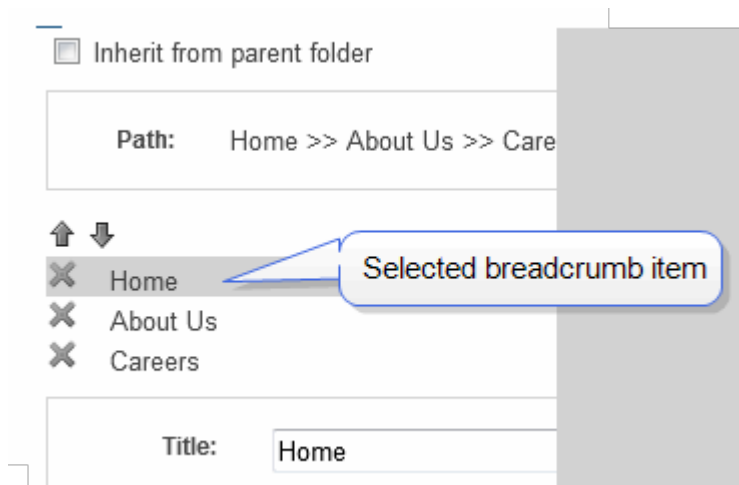 Inherit from parent folder
Path: Home >> About Us >> Care
Home
Selected breadcrumb item
About Us
Careers
Title: Home